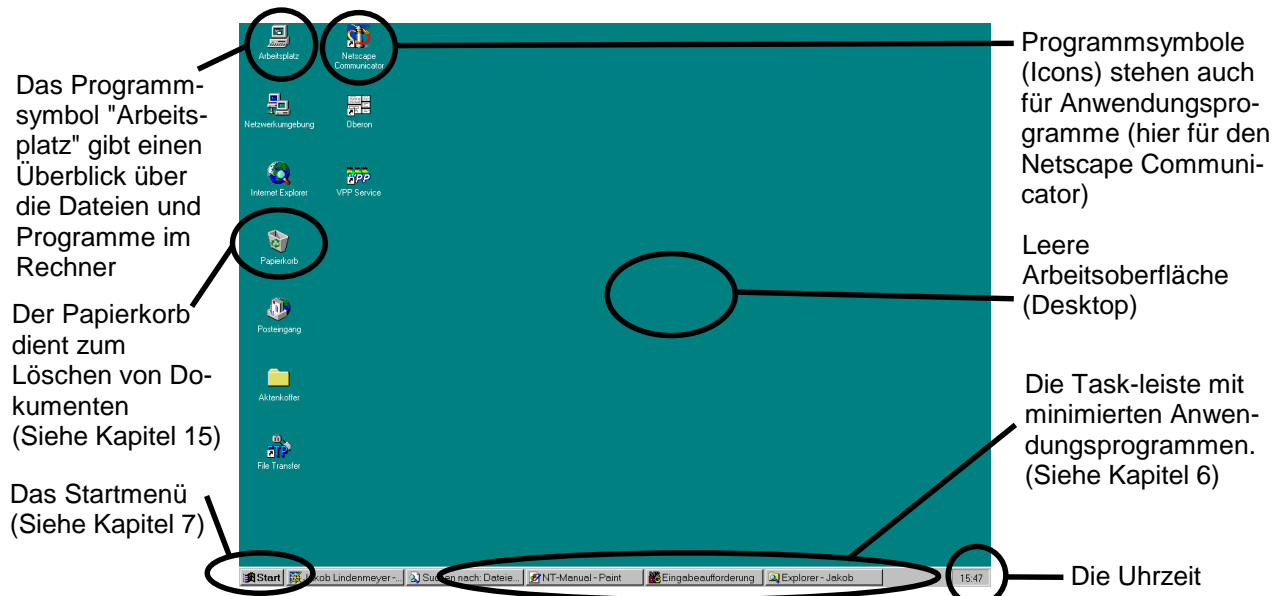 Das Programm-
symbol "Arbeits-
platz" gibt einen
Überblick über
die Dateien und
Programme im
Rechner
Der Papierkorb
dient zum
Löschen von Do-
kumenten
(Siehe Kapitel 15)
Das Startmenü
(Siehe Kapitel 7)
Arbeitsplatz
Netscape
Communicator
Netzwerkumgebung
Oberon
Internet Explorer
VPP Service
Papierkorb
Posteingang
Aktenkoffer
File Transfer
Start
Jakob Lindenmeyer -...
Suchen nach: Dateie...
NT-Manual - Paint
Eingabeaufforderung
Explorer - Jakob
15:47
Programmsymbole
(Icons) stehen auch
für Anwendungspro-
gramme (hier für den
Netscape Communi-
cator)
Leere
Arbeitsoberfläche
(Desktop)
Die Task-leiste mit
minimierten Anwen-
dungsprogrammen.
(Siehe Kapitel 6)
Die Uhrzeit